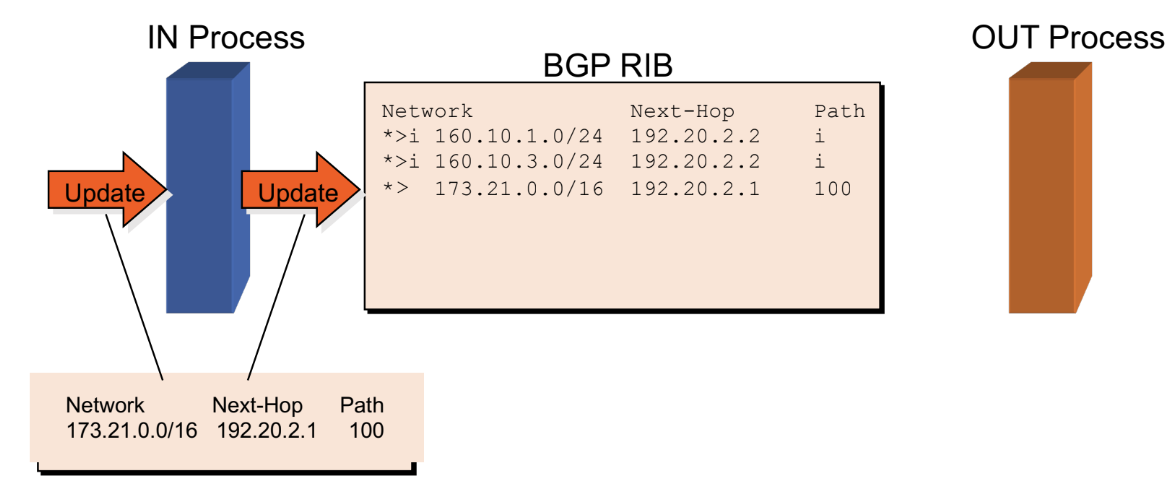 IN Process
OUT Process
BGP RIB
Network Next-Hop Path
*>i 160.10.1.0/24 192.20.2.2 i
*>i 160.10.3.0/24 192.20.2.2 i
*> 173.21.0.0/16 192.20.2.1 100
Update
Update
Network Next-Hop Path
173.21.0.0/16 192.20.2.1 100